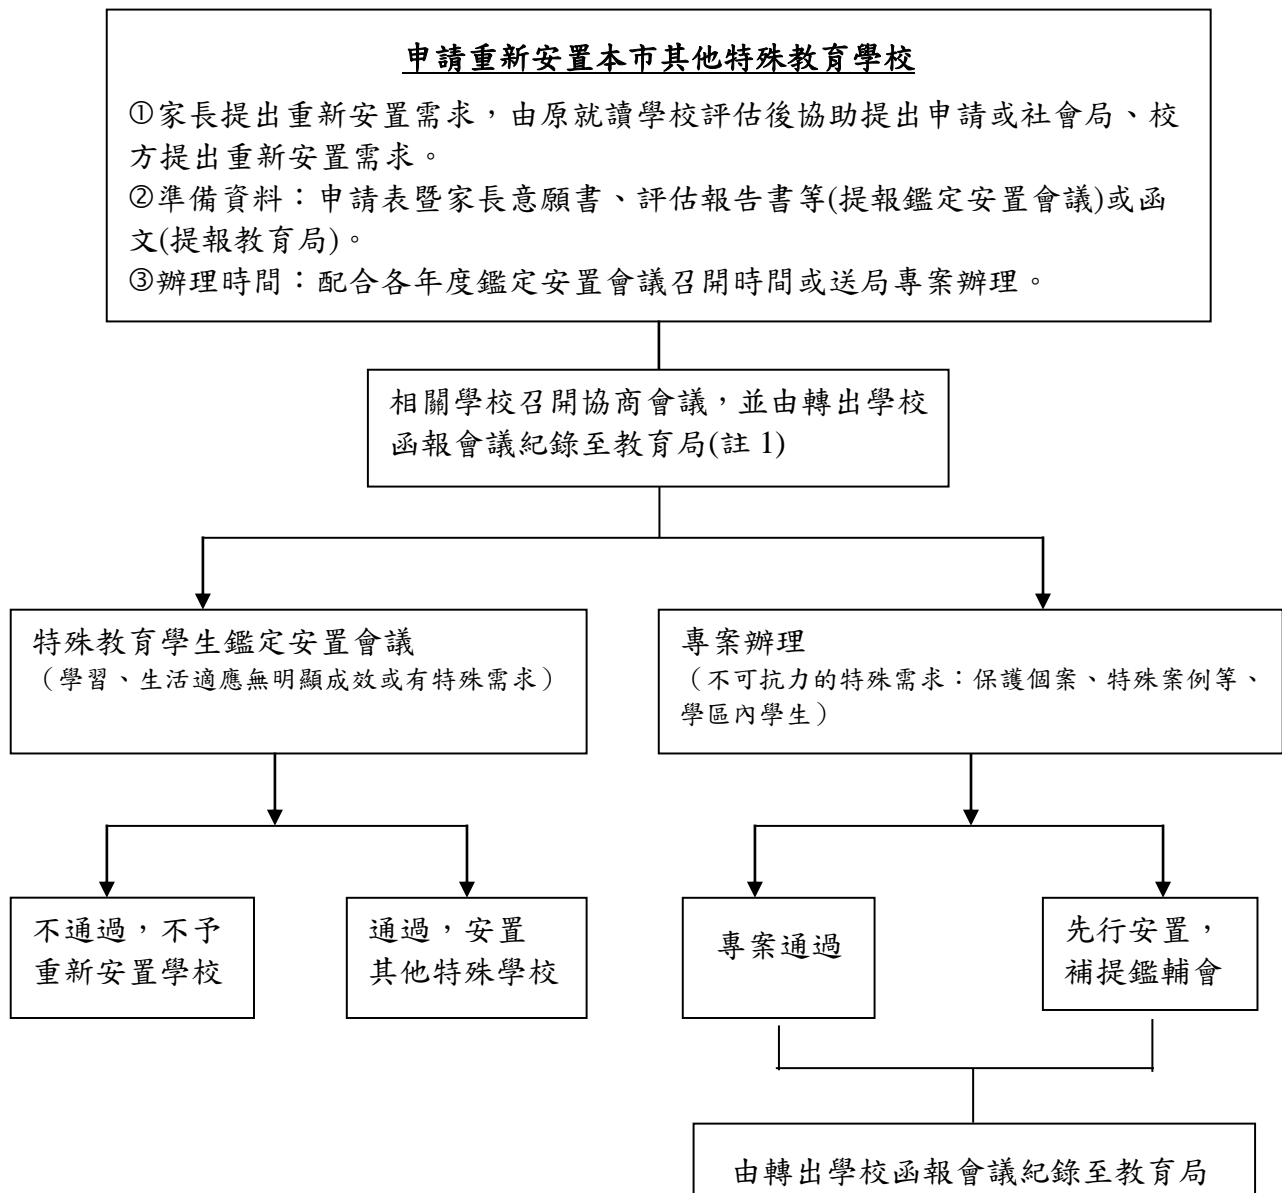 申請重新安置本市其他特殊教育學校
①家長提出重新安置需求，由原就讀學校評估後協助提出申請或社會局、校
方提出重新安置需求。
②準備資料：申請表暨家長意願書、評估報告書等(提報鑑定安置會議)或函
文(提報教育局)。
③辦理時間：配合各年度鑑定安置會議召開時間或送局專案辦理。
相關學校召開協商會議，並由轉出學校
函報會議紀錄至教育局(註 1)
特殊教育學生鑑定安置會議
（學習、生活適應無明顯成效或有特殊需求）
專案辦理
（不可抗力的特殊需求：保護個案、特殊案例等、
學區內學生）
不通過，不予
重新安置學校
通過，安置
其他特殊學校
專案通過
先行安置，
補提鑑輔會
由轉出學校函報會議紀錄至教育局